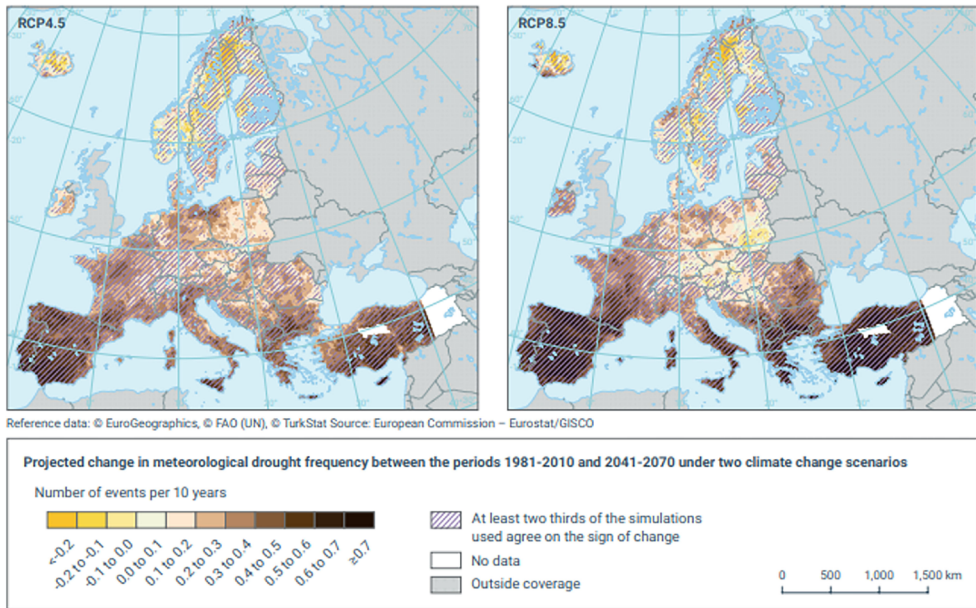 RCP4.5
RCP8.5
Reference data: © EuroGeographics, © FAO (UN), © TurkStat Source: European Commission – Eurostat/GISCO
Projected change in meteorological drought frequency between the periods 1981-2010 and 2041-2070 under two climate change scenarios
Number of events per 10 years
<-0.2
-0.2 to -0.1
-0.1 to 0.0
0.0 to 0.1
0.1 to 0.2
0.2 to 0.3
0.3 to 0.4
0.4 to 0.5
0.5 to 0.6
0.6 to 0.7
≥0.7
At least two thirds of the simulations
used agree on the sign of change
No data
Outside coverage
0 500 1,000 1,500 km